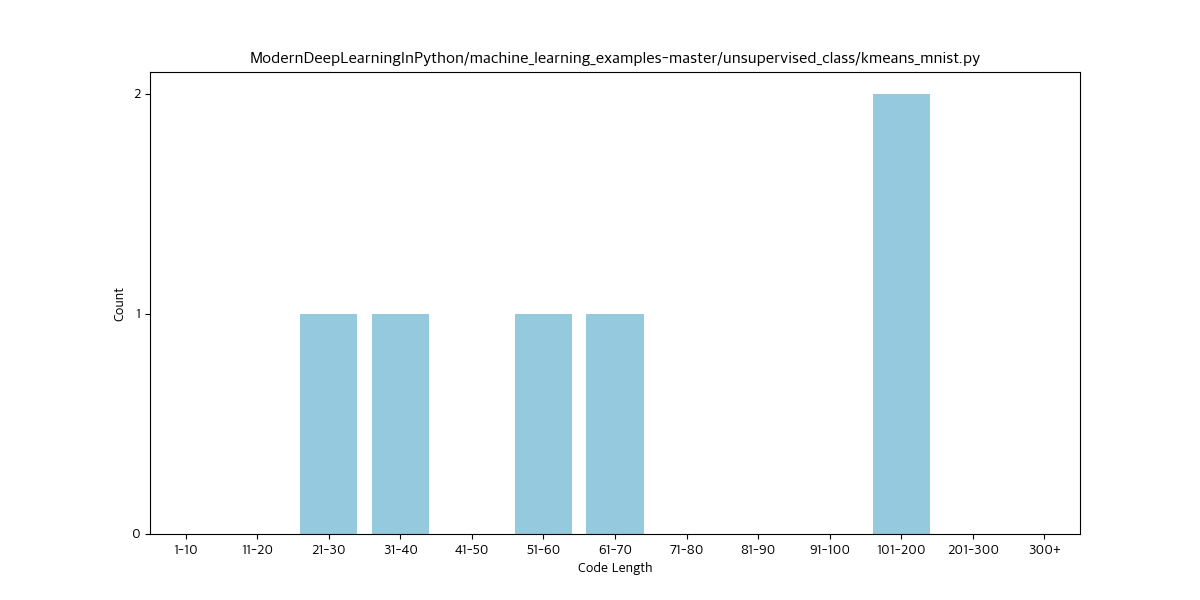 ModernDeepLearningInPython/machine_learning_examples-master/unsupervised_class/kmeans_mnist.py
2
1
0
Count
1-10 11-20 21-30 31-40 41-50 51-60 61-70 71-80 81-90 91-100 101-200 201-300 300+
Code Length